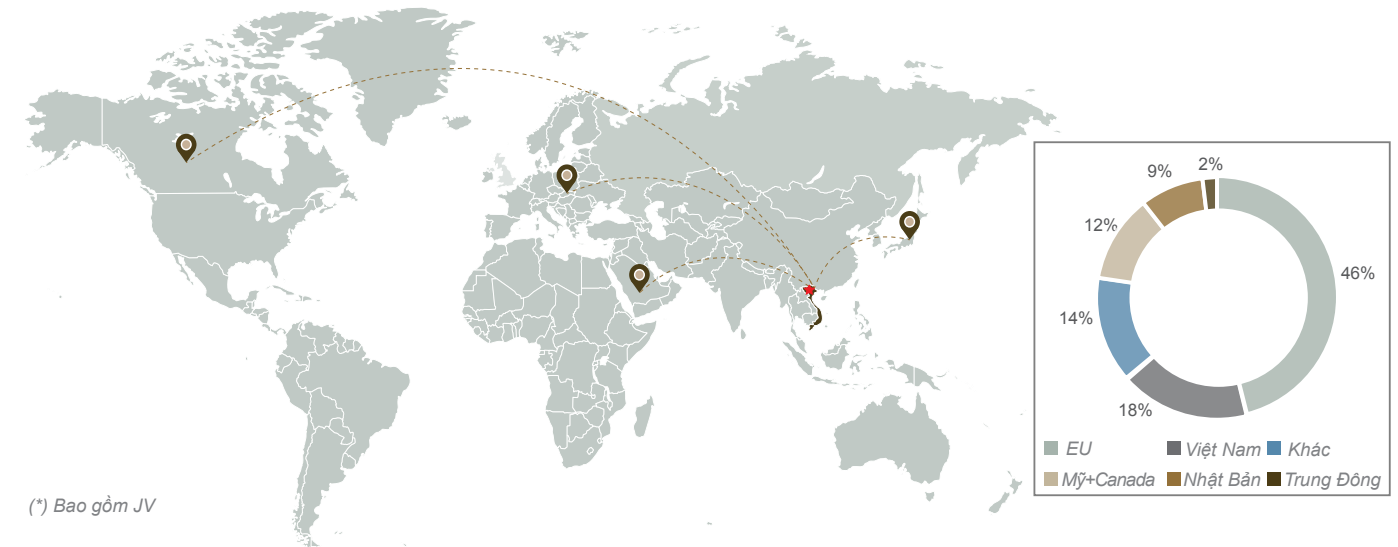 2%
9%
12%
46%
14%
18%
EU Việt Nam Khác
Mỹ+Canada Nhật Bản Trung Đông
(*) Bao gồm JV